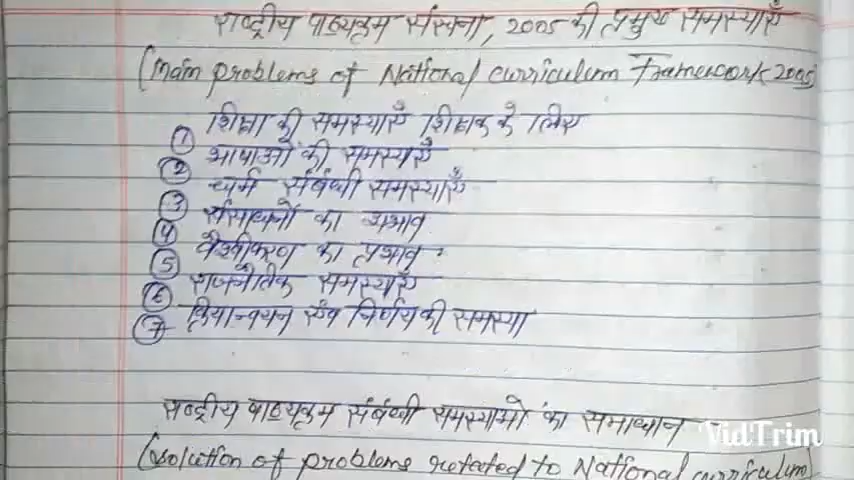 राष्ट्रीय पाठ्यक्रम संरचना, 2005 की प्रमुख समस्याएँ
(Main problems of National curriculum Framework 2005)
① शिक्षा की समस्याएँ शिक्षक के लिए
② भाषाओं की समस्याएँ
③ धर्म संबंधी समस्याएँ
④ संसाधनों का अभाव
⑤ वैश्वीकरण का प्रभाव
⑥ राजनैतिक समस्याएँ
⑦ क्रियान्वयन एंव निर्णय की समस्या
राष्ट्रीय पाठ्यक्रम संबंधी समस्याओं का समाधान
VidTrim
(solution of problems related to National curriculum)